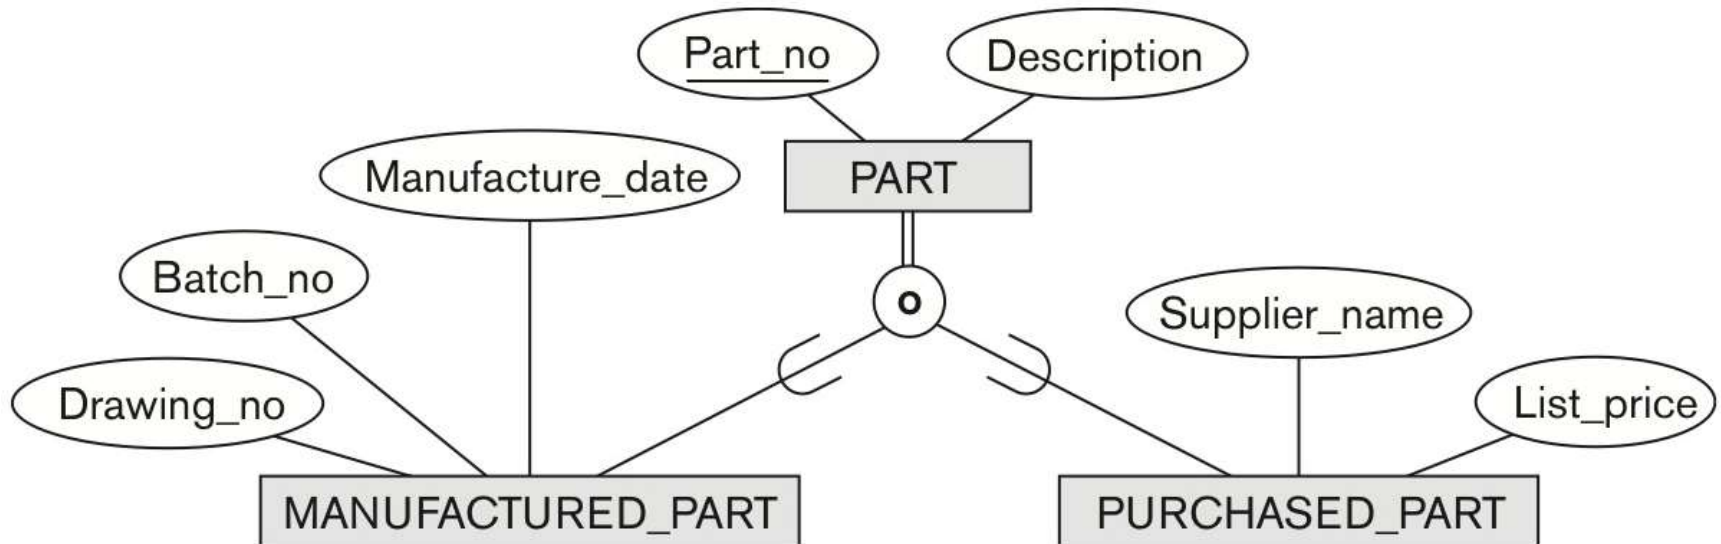 Part_no
Description
Manufacture_date
PART
Batch_no
o
Supplier_name
Drawing_no
List_price
MANUFACTURED_PART
PURCHASED_PART